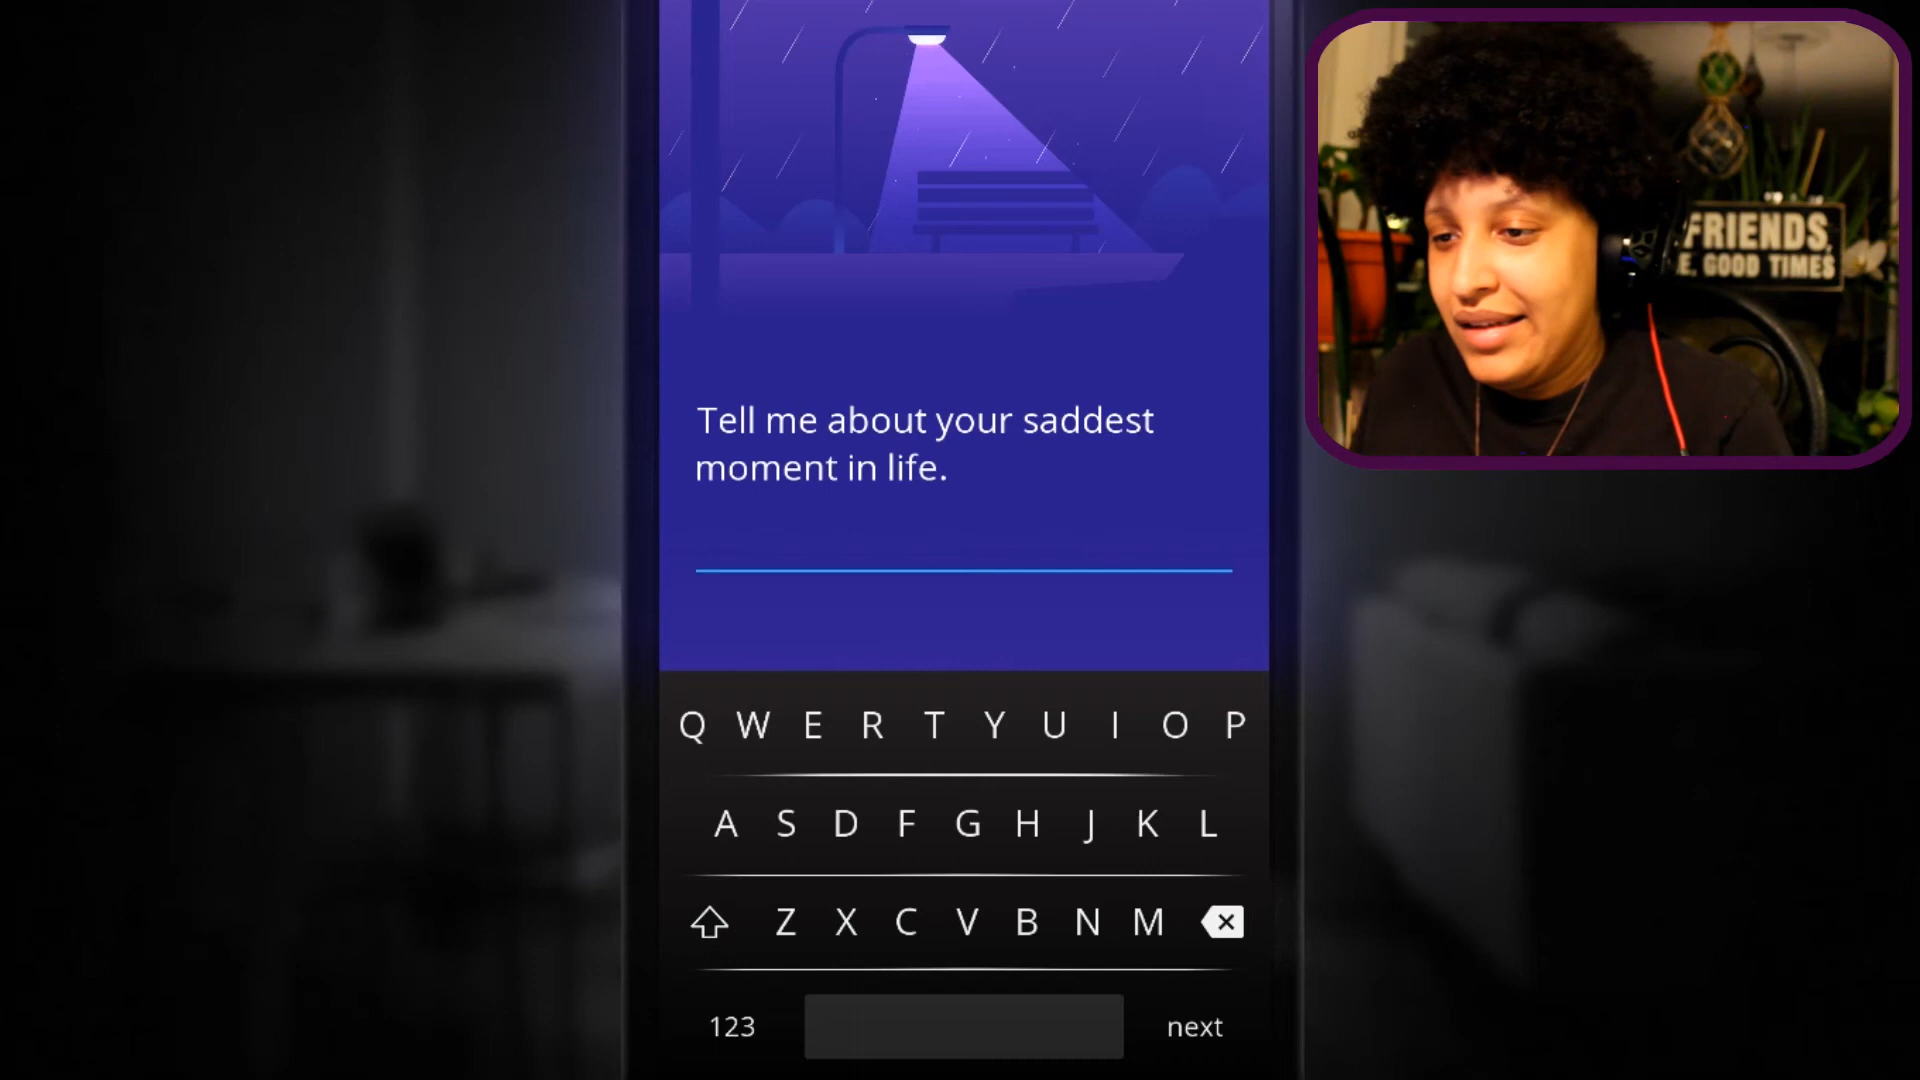 FRIENDS,
E, GOOD TIMES
Tell me about your saddest
moment in life.
Q W E R T Y U I O P
A S D F G H J K L
Z X C V B N M
123 next